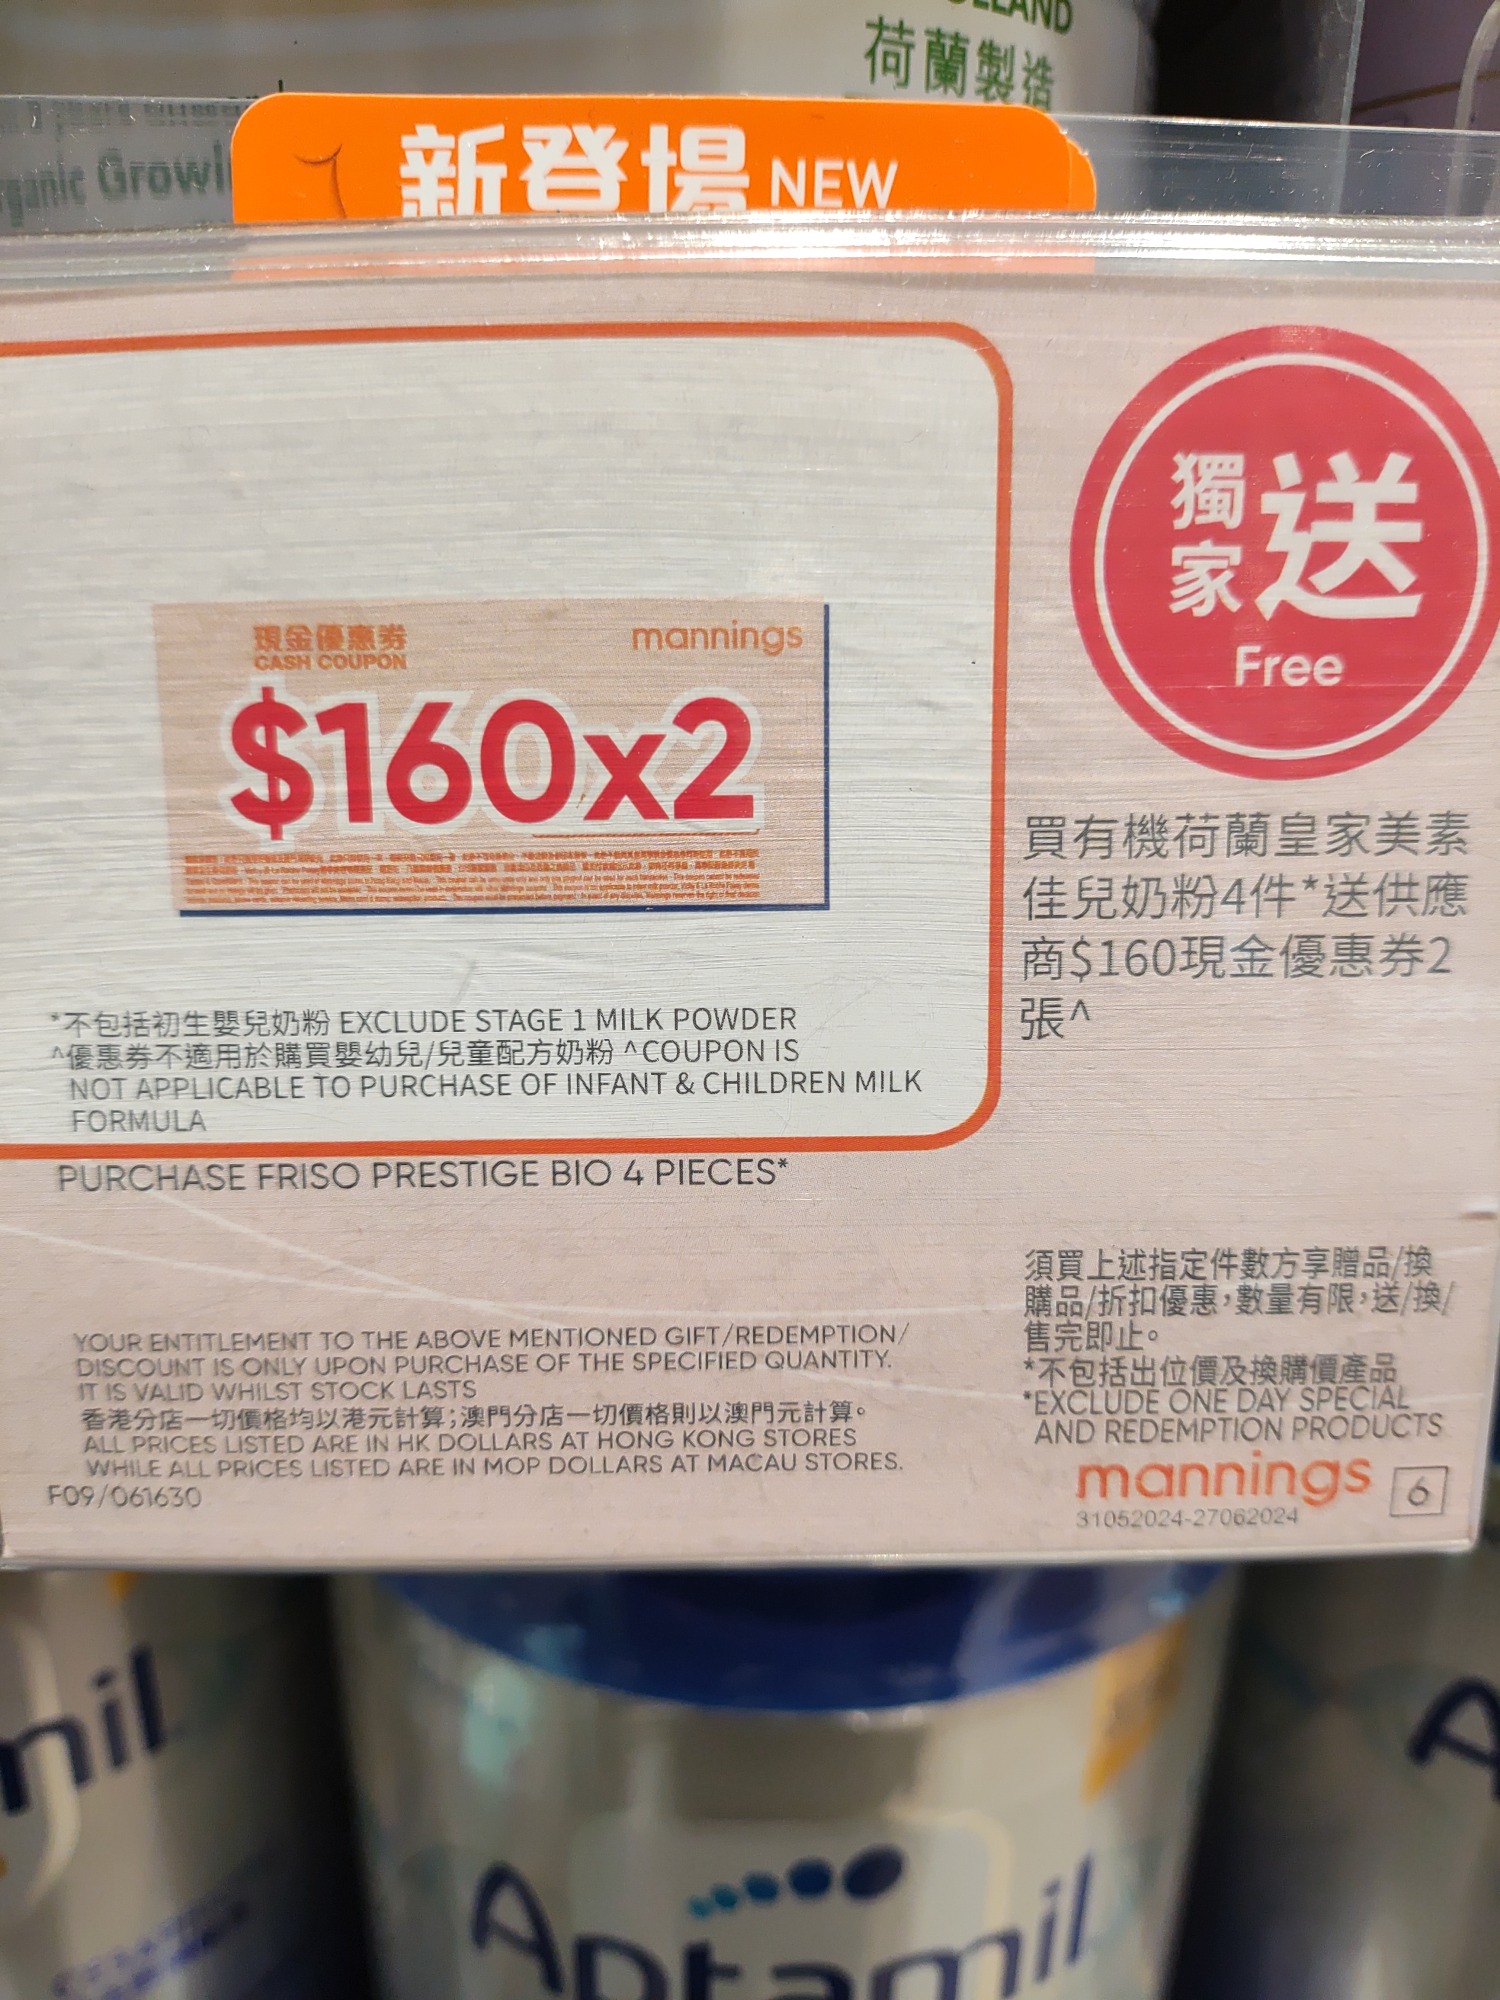 荷蘭製造
Organic Growl
新登場 NEW
獨家送
Free
現金優惠券
CASH COUPON
mannings
$160x2
買有機荷蘭皇家美素
佳兒奶粉4件*送供應
商$160現金優惠券2
張^
*不包括初生嬰兒奶粉 EXCLUDE STAGE 1 MILK POWDER
^優惠券不適用於購買嬰幼兒/兒童配方奶粉 ^COUPON IS
NOT APPLICABLE TO PURCHASE OF INFANT & CHILDREN MILK
FORMULA
PURCHASE FRISO PRESTIGE BIO 4 PIECES*
須買上述指定件數方享贈品/換
購品/折扣優惠,數量有限,送/換/
售完即止。
*不包括出位價及換購價產品
*EXCLUDE ONE DAY SPECIAL
AND REDEMPTION PRODUCTS
YOUR ENTITLEMENT TO THE ABOVE MENTIONED GIFT/REDEMPTION/
DISCOUNT IS ONLY UPON PURCHASE OF THE SPECIFIED QUANTITY.
IT IS VALID WHILST STOCK LASTS
香港分店一切價格均以港元計算;澳門分店一切價格則以澳門元計算。
ALL PRICES LISTED ARE IN HK DOLLARS AT HONG KONG STORES
WHILE ALL PRICES LISTED ARE IN MOP DOLLARS AT MACAU STORES.
F09/061630
mannings 6
31052024-27062024
mil
Aptamil
A